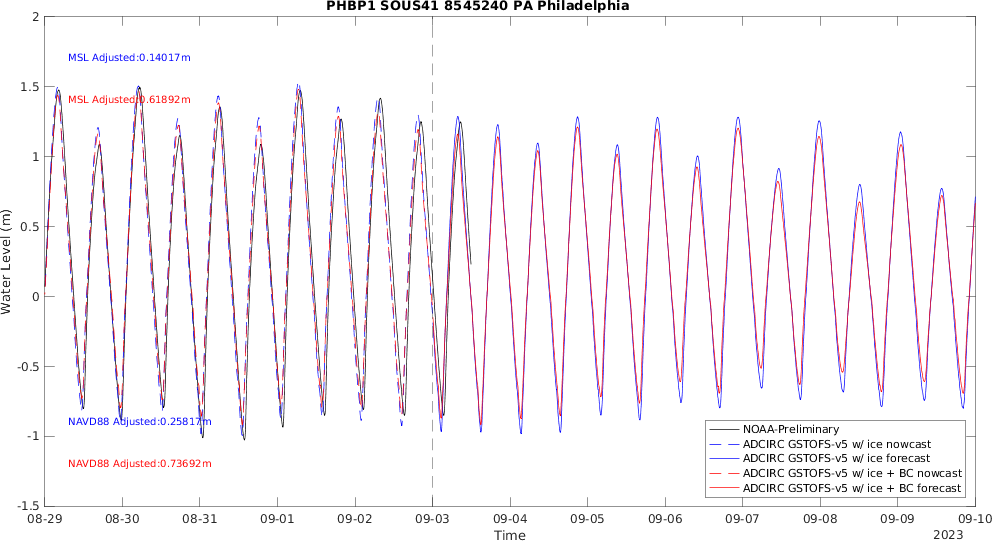 PHBP1 SOUS41 8545240 PA Philadelphia
2
MSL Adjusted:0.14017m
1.5
MSL Adjusted:0.61892m
1
0.5
Water Level (m)
0
-0.5
NAVD88 Adjusted:0.25817m
NOAA-Preliminary
-1
ADCIRC GSTOFS-v5 w/ ice nowcast
ADCIRC GSTOFS-v5 w/ ice forecast
NAVD88 Adjusted:0.73692m
ADCIRC GSTOFS-v5 w/ ice + BC nowcast
ADCIRC GSTOFS-v5 w/ ice + BC forecast
-1.5
08-29 08-30 08-31 09-01 09-02 09-03 09-04 09-05 09-06 09-07 09-08 09-09 09-10
Time
2023